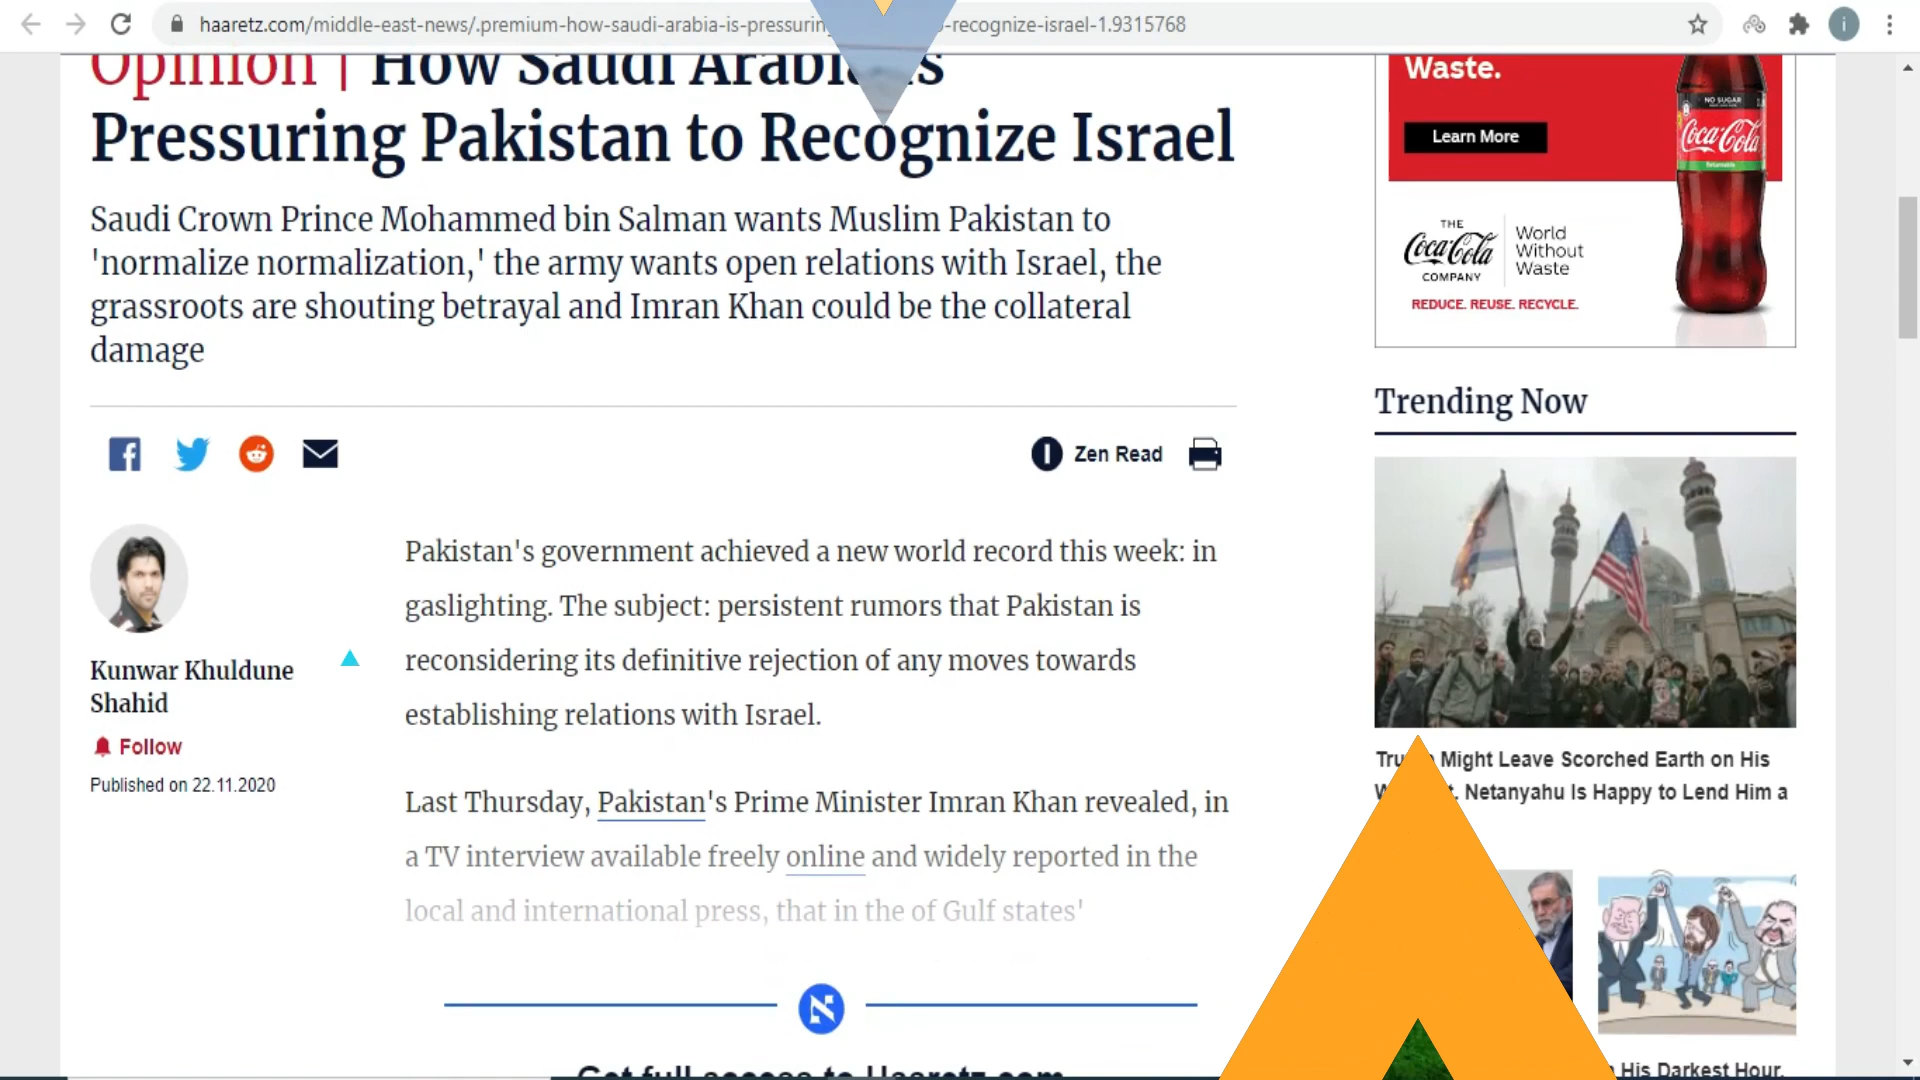 haaretz.com/middle-east-news/.premium-how-saudi-arabia-is-pressurin o-recognize-israel-1.9315768
i
Opinion | How Saudi Arabia is
Pressuring Pakistan to Recognize Israel
Saudi Crown Prince Mohammed bin Salman wants Muslim Pakistan to
'normalize normalization,' the army wants open relations with Israel, the
grassroots are shouting betrayal and Imran Khan could be the collateral
damage
Zen Read
Kunwar Khuldune
Shahid
Follow
Published on 22.11.2020
Pakistan's government achieved a new world record this week: in
gaslighting. The subject: persistent rumors that Pakistan is
reconsidering its definitive rejection of any moves towards
establishing relations with Israel.
Last Thursday, Pakistan's Prime Minister Imran Khan revealed, in
a TV interview available freely online and widely reported in the
local and international press, that in the of Gulf states'
Get full access to Haaretz.com
Waste.
Learn More
NO SUGAR
Coca-Cola
THE
Coca-Cola
COMPANY
World
Without
Waste
REDUCE. REUSE. RECYCLE.
Trending Now
Might Leave Scorched Earth on His
Netanyahu Is Happy to Lend Him a
His Darkest Hour.